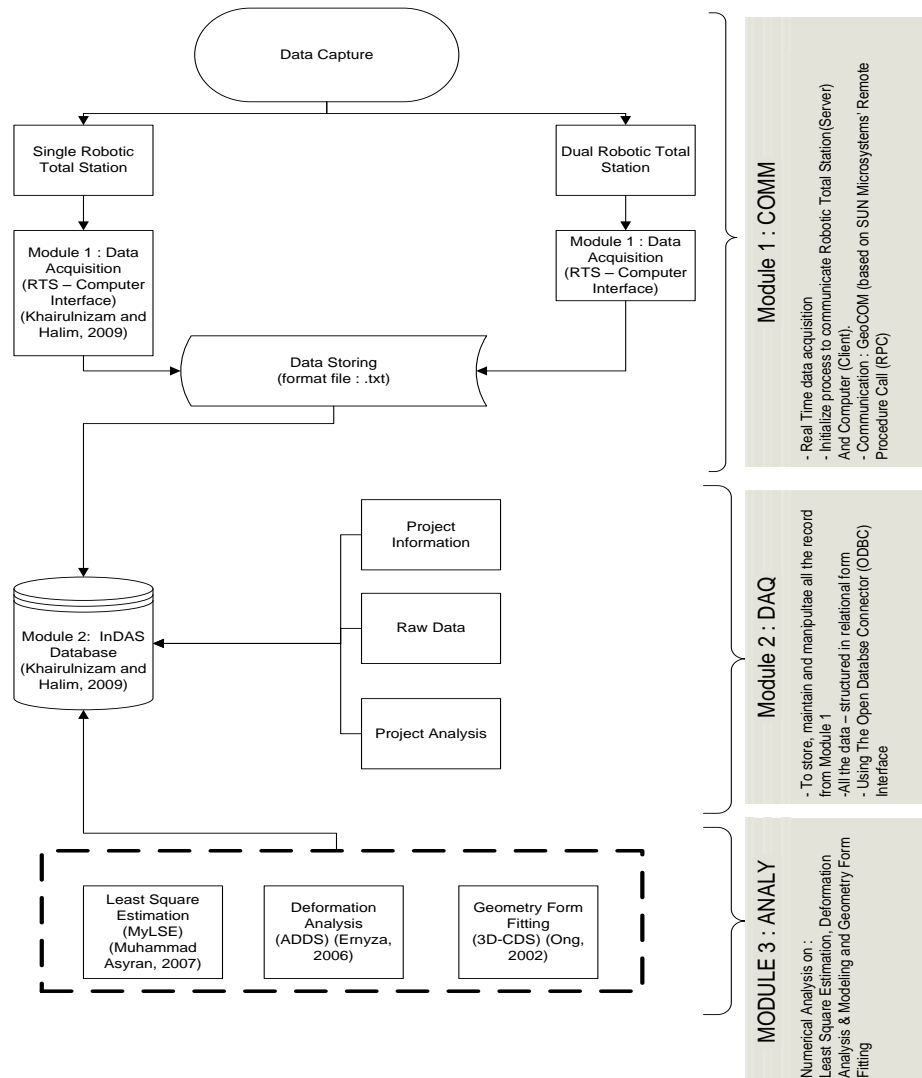 Data Capture
Single Robotic
Total Station
Dual Robotic Total
Station
Module 1 : Data
Acquisition
(RTS – Computer
Interface)
(Khairulnizam and
Halim, 2009)
Module 1 : Data
Acquisition
(RTS – Computer
Interface)
Data Storing
(format file : .txt)
Module 1 : COMM
- Real Time data acquisition
- Initialize process to communicate Robotic Total Station(Server)
And Computer (Client).
- Communication : GeoCOM (based on SUN Microsystems' Remote
Procedure Call (RPC)
Project
Information
Raw Data
Project Analysis
Module 2: InDAS
Database
(Khairulnizam and
Halim, 2009)
Module 2 : DAQ
- To store, maintain and manipultae all the record
from Module 1
-All the data – structured in relational form
- Using The Open Databse Connector (ODBC)
Interface
Least Square
Estimation
(MyLSE)
(Muhammad
Asyran, 2007)
Deformation
Analysis
(ADDS) (Ernyza,
2006)
Geometry Form
Fitting
(3D-CDS) (Ong,
2002)
MODULE 3 : ANALY
Numerical Analysis on :
Least Square Estimation, Deformation
Analysis & Modeling and Geometry Form
Fitting